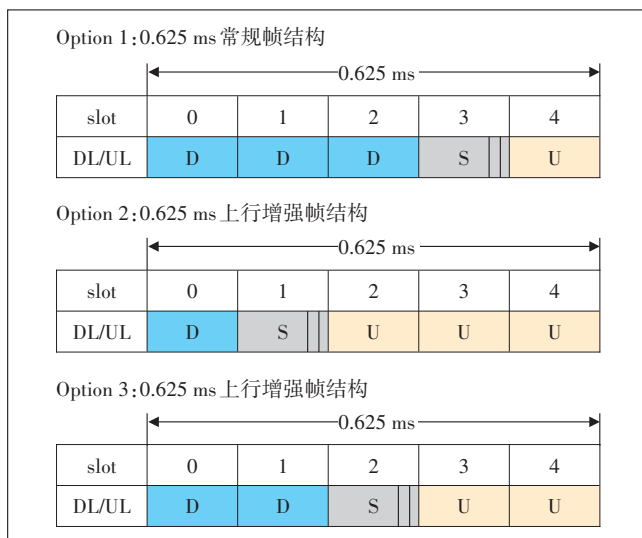 Option 1:0.625 ms常规帧结构
0.625 ms
slot 0 1 2 3 4
DL/UL D D D S U
Option 2:0.625 ms上行增强帧结构
0.625 ms
slot 0 1 2 3 4
DL/UL D S U U U
Option 3:0.625 ms上行增强帧结构
0.625 ms
slot 0 1 2 3 4
DL/UL D D S U U